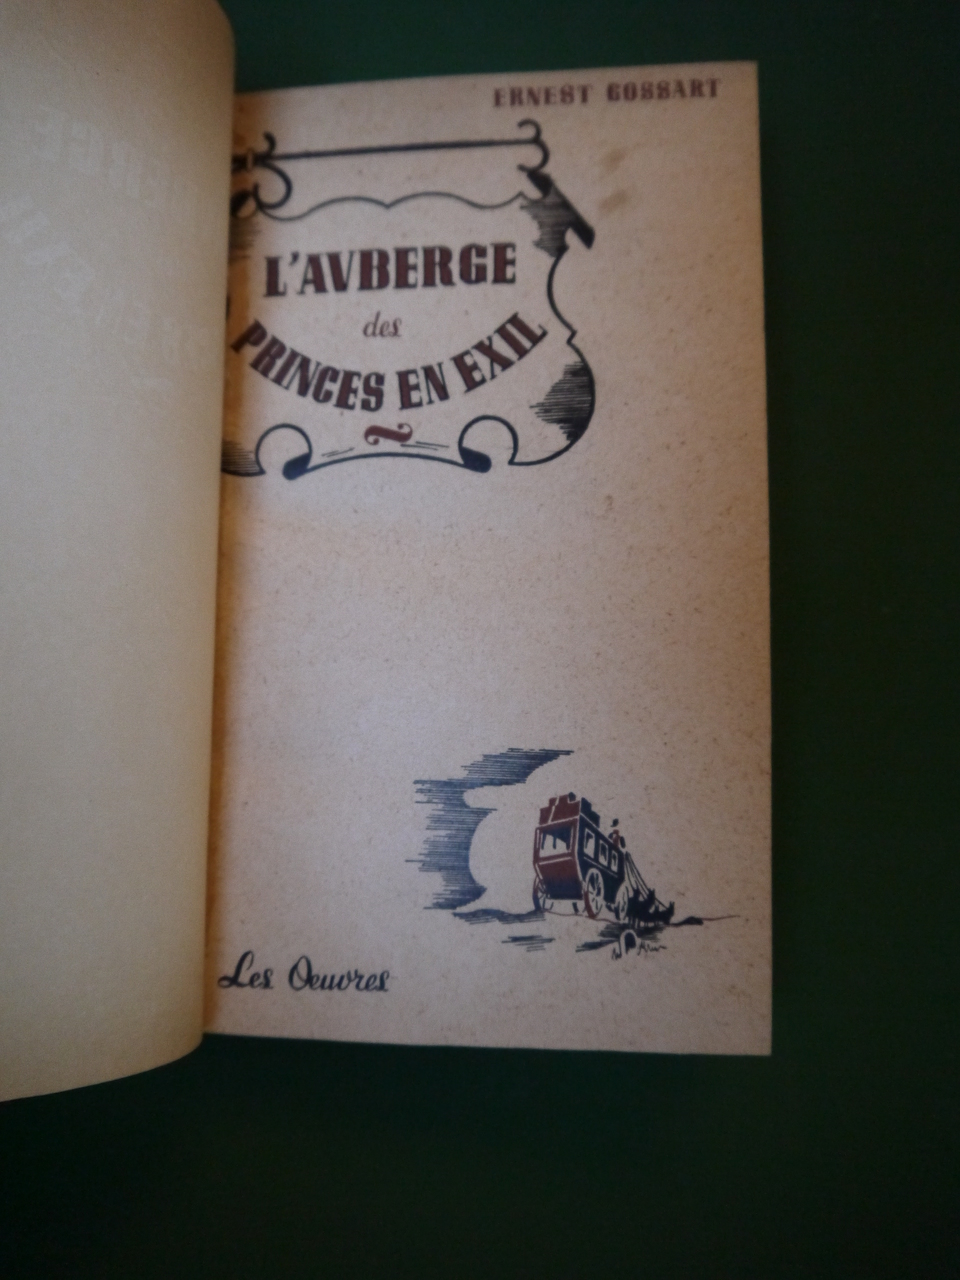 ERNEST GOSSART
L'AVBERGE
des
PRINCES EN EXIL
Les Oeuvres